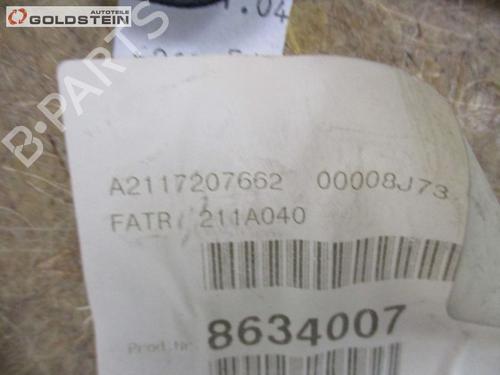 AUTOTEILE
GOLDSTEIN
B-PARTS
A2117207662 00008J73
FATR/ 211A040
Prod.Nr. 8634007